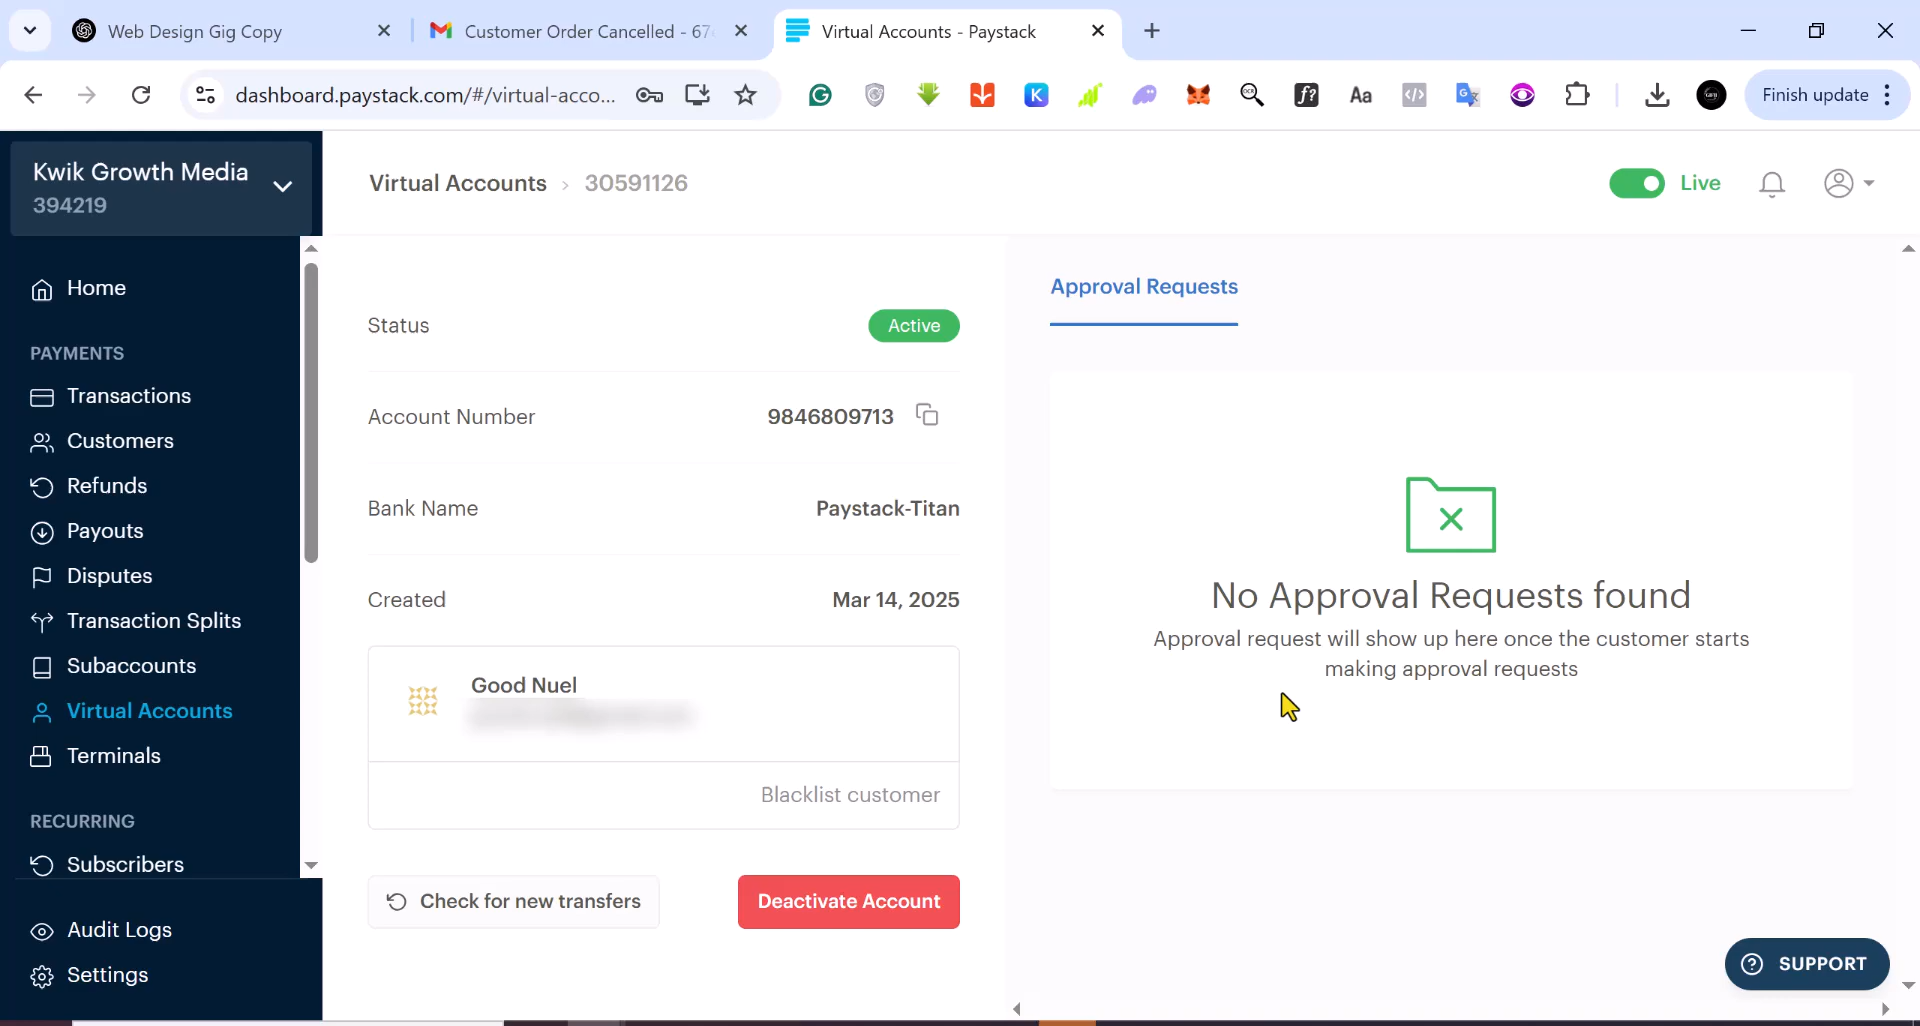 Web Design Gig Copy
Customer Order Cancelled - 67
Virtual Accounts - Paystack
dashboard.paystack.com/#/virtual-acco...
Finish update
Kwik Growth Media
394219
Virtual Accounts > 30591126
Live
Home
PAYMENTS
Transactions
Customers
Refunds
Payouts
Disputes
Transaction Splits
Subaccounts
Virtual Accounts
Terminals
RECURRING
Subscribers
Audit Logs
Settings
Status
Active
Account Number
9846809713
Bank Name
Paystack-Titan
Created
Mar 14, 2025
Good Nuel
Blacklist customer
Check for new transfers
Deactivate Account
Approval Requests
No Approval Requests found
Approval request will show up here once the customer starts
making approval requests
SUPPORT